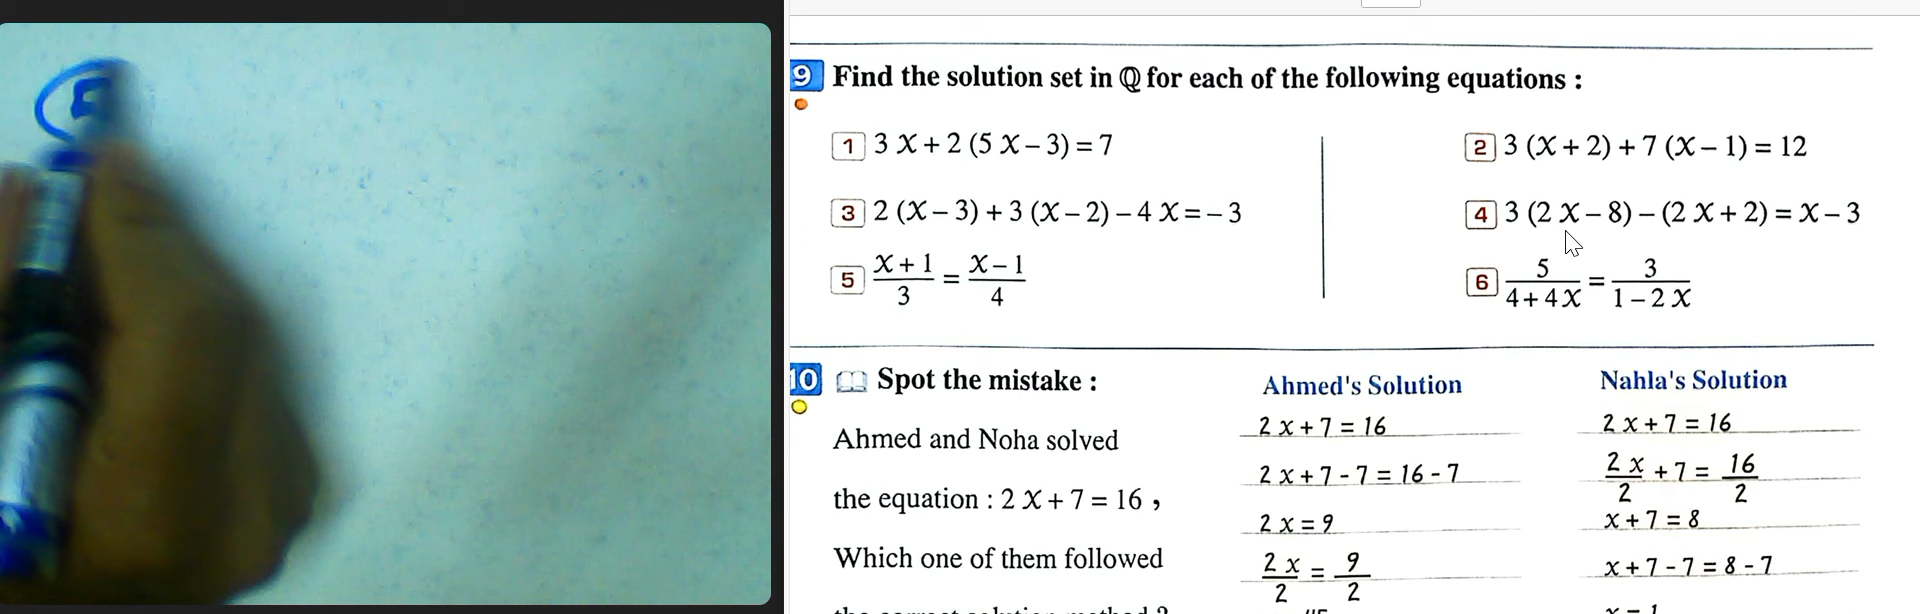 5
9 Find the solution set in ℚ for each of the following equations :
1 3 X + 2 (5 X – 3) = 7
2 3 (X + 2) + 7 (X – 1) = 12
3 2 (X – 3) + 3 (X – 2) – 4 X = – 3
4 3 (2 X – 8) – (2 X + 2) = X – 3
5 (X + 1)/3 = (X – 1)/4
6 5/(4 + 4 X) = 3/(1 – 2 X)
10 Spot the mistake :
Ahmed and Noha solved
the equation : 2 X + 7 = 16 ,
Which one of them followed
Ahmed's Solution
2 x + 7 = 16
2 x + 7 - 7 = 16 - 7
2 x = 9
2 x/2 = 9/2
Nahla's Solution
2 x + 7 = 16
2 x/2 + 7 = 16/2
x + 7 = 8
x + 7 - 7 = 8 - 7